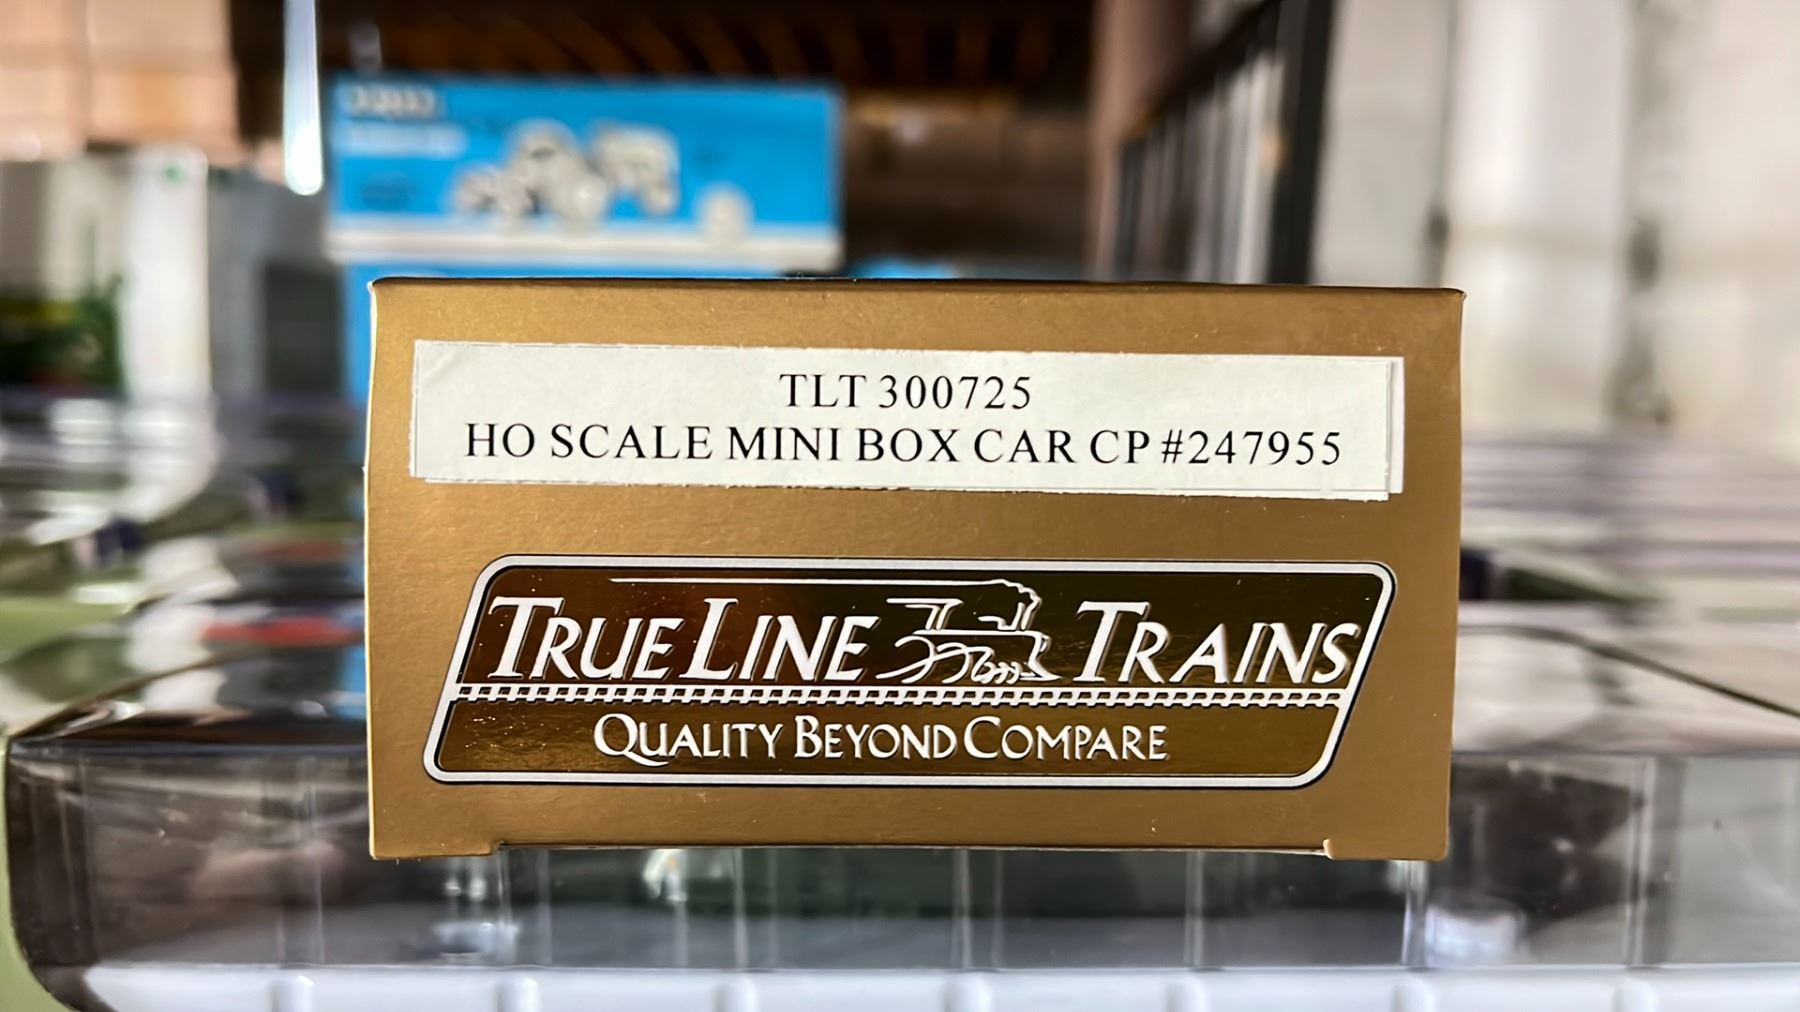 TLT 300725
HO SCALE MINI BOX CAR CP #247955
TRUE LINE TRAINS
QUALITY BEYOND COMPARE